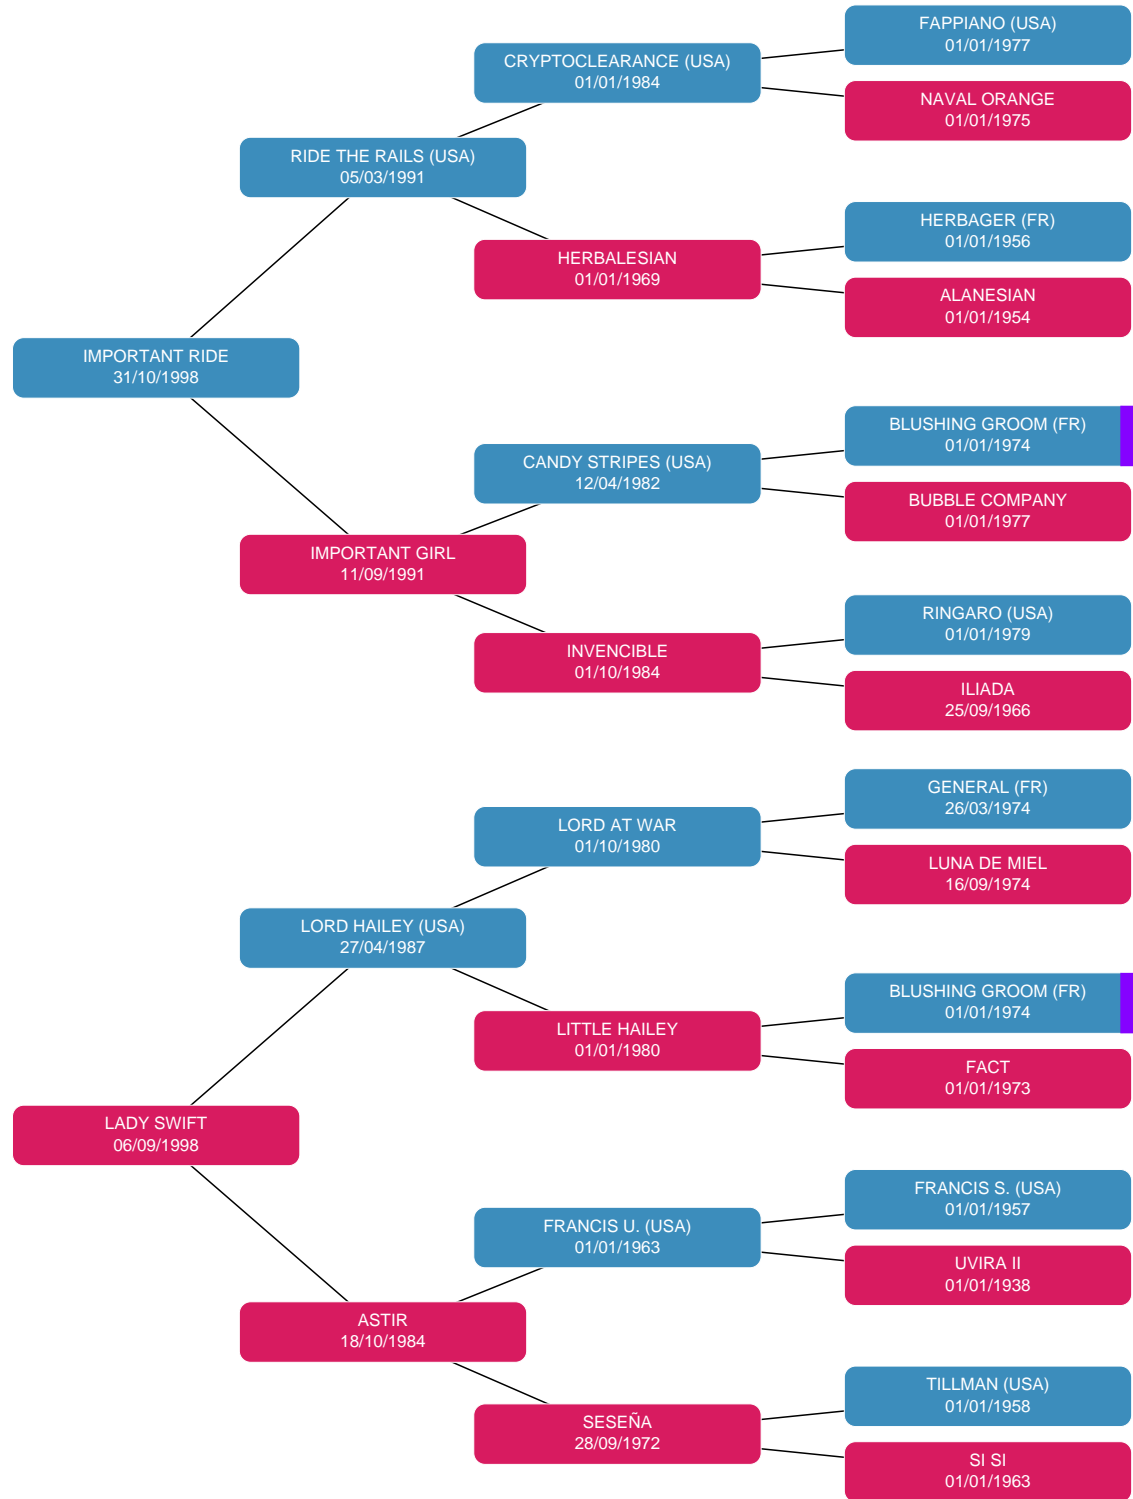 FAPPIANO (USA)
01/01/1977
CRYPTOCLEARANCE (USA)
01/01/1984
NAVAL ORANGE
01/01/1975
RIDE THE RAILS (USA)
05/03/1991
HERBAGER (FR)
01/01/1956
HERBALESIAN
01/01/1969
ALANESIAN
01/01/1954
IMPORTANT RIDE
31/10/1998
BLUSHING GROOM (FR)
01/01/1974
CANDY STRIPES (USA)
12/04/1982
BUBBLE COMPANY
01/01/1977
IMPORTANT GIRL
11/09/1991
RINGARO (USA)
01/01/1979
INVENCIBLE
01/10/1984
ILIADA
25/09/1966
GENERAL (FR)
26/03/1974
LORD AT WAR
01/10/1980
LUNA DE MIEL
16/09/1974
LORD HAILEY (USA)
27/04/1987
BLUSHING GROOM (FR)
01/01/1974
LITTLE HAILEY
01/01/1980
FACT
01/01/1973
LADY SWIFT
06/09/1998
FRANCIS S. (USA)
01/01/1957
FRANCIS U. (USA)
01/01/1963
UVIRA II
01/01/1938
ASTIR
18/10/1984
TILLMAN (USA)
01/01/1958
SESEÑA
28/09/1972
SI SI
01/01/1963